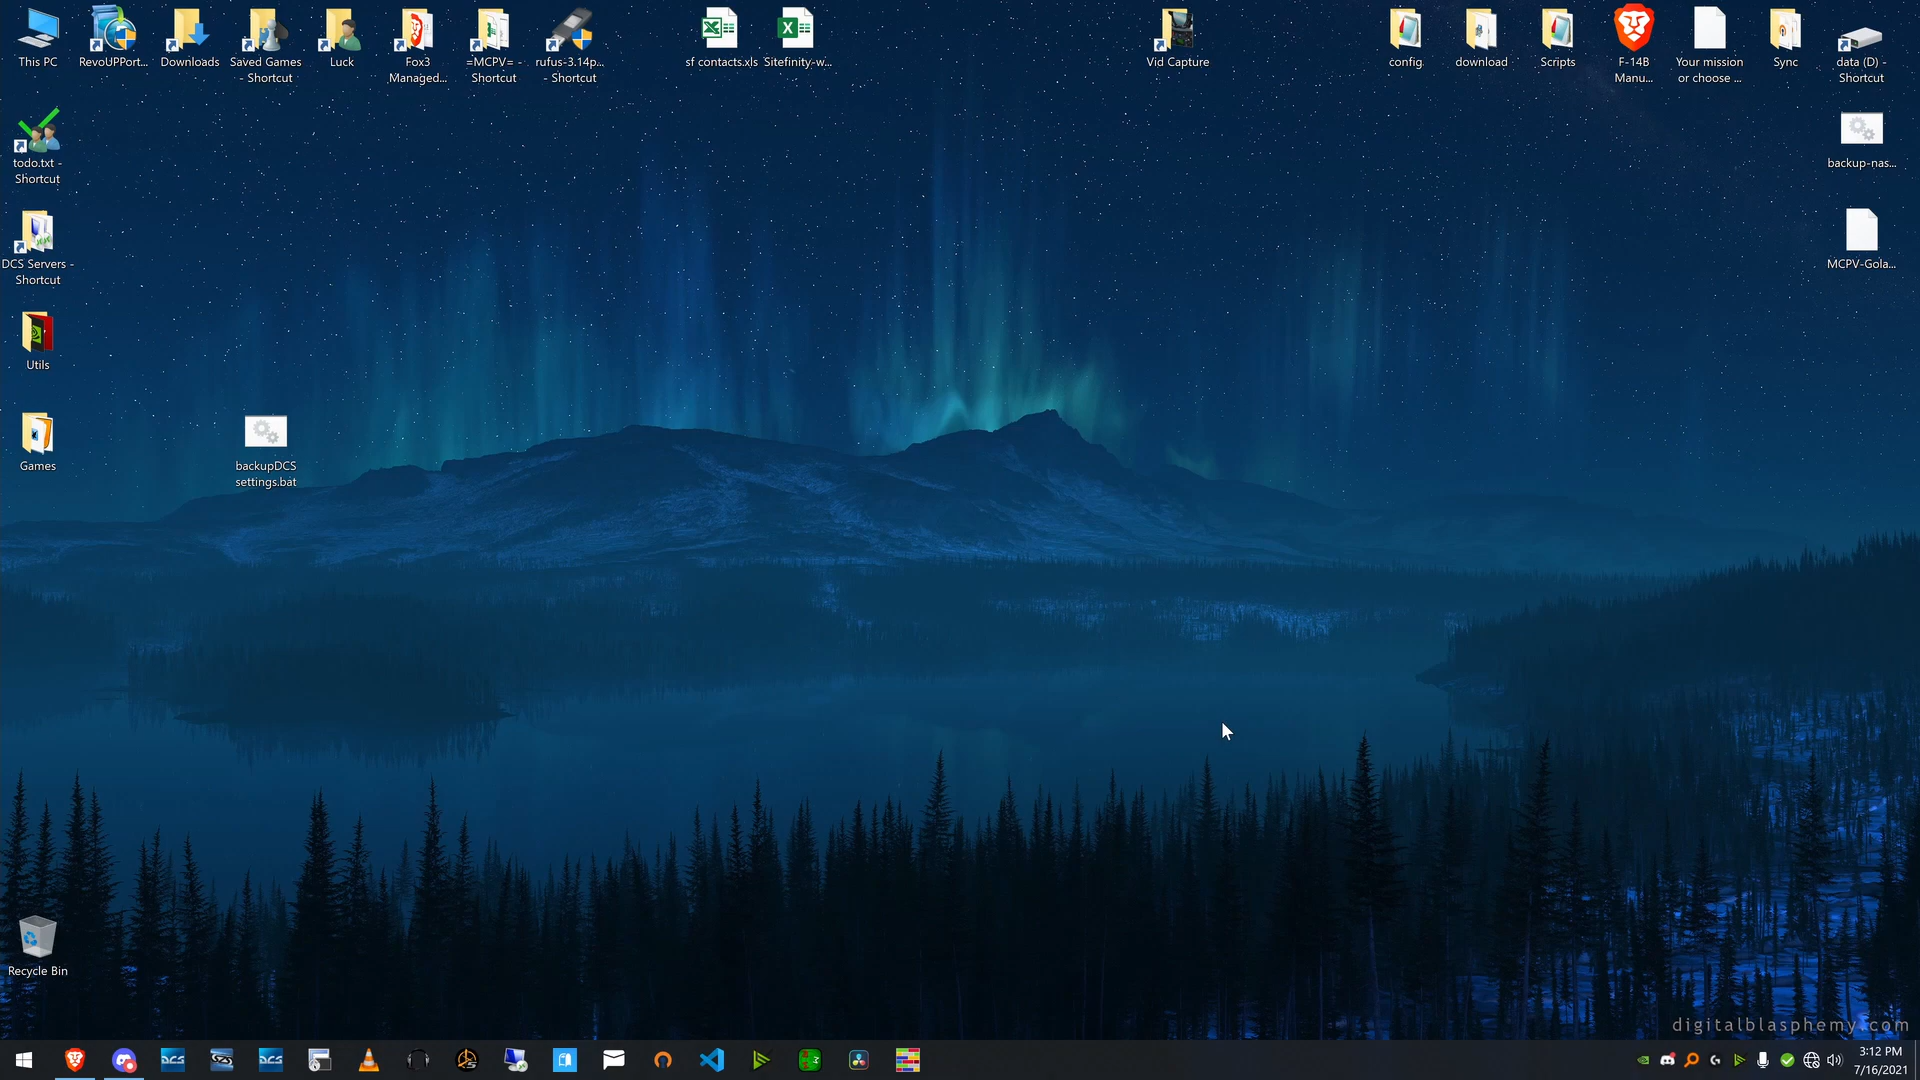 This PC
RevoUPPort...
Downloads
Saved Games
- Shortcut
Luck
Fox3
Managed...
=MCPV= -
Shortcut
rufus-3.14p...
- Shortcut
sf contacts.xls
Sitefinity-w...
Vid Capture
config
download
Scripts
F-14B
Manu...
Your mission
or choose ...
Sync
data (D) -
Shortcut
todo.txt -
Shortcut
backup-nas...
DCS Servers -
Shortcut
MCPV-Gola...
Utils
Games
backupDCS
settings.bat
Recycle Bin
digitalblasphemy.com
DCS
DCS
3:12 PM
7/16/2021